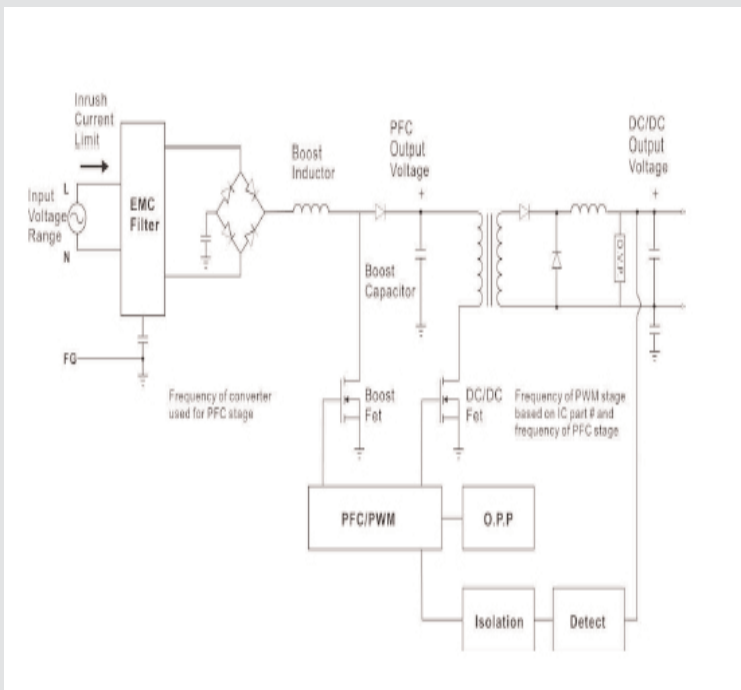 Inrush
Current
Limit
L
Input
Voltage
Range
N
EMC
Filter
FG
Boost
Inductor
PFC
Output
Voltage
+
DC/DC
Output
Voltage
+
O.V.P
Boost
Capacitor
Frequency of converter
used for PFC stage
Boost
Fet
DC/DC
Fet
Frequency of PWM stage
based on IC part # and
frequency of PFC stage
PFC/PWM
O.P.P
Isolation
Detect